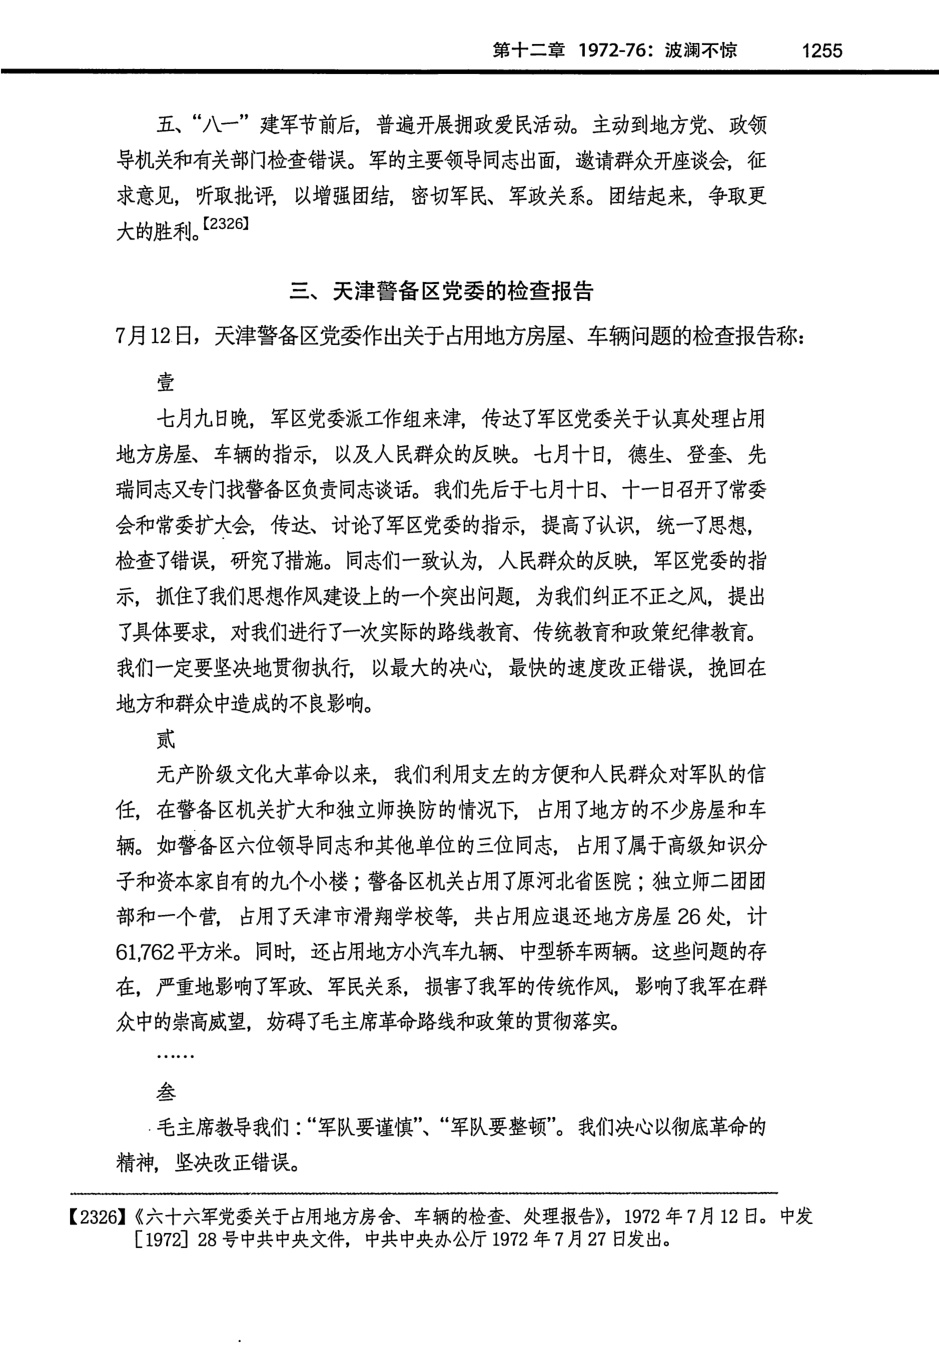 第十二章 1972-76：波澜不惊 1255
五、“八一”建军节前后，普遍开展拥政爱民活动。主动到地方党、政领
导机关和有关部门检查错误。军的主要领导同志出面，邀请群众开座谈会，征
求意见，听取批评，以增强团结，密切军民、军政关系。团结起来，争取更
大的胜利。【2326】
三、天津警备区党委的检查报告
7月12日，天津警备区党委作出关于占用地方房屋、车辆问题的检查报告称：
壹
七月九日晚，军区党委派工作组来津，传达了军区党委关于认真处理占用
地方房屋、车辆的指示，以及人民群众的反映。七月十日，德生、登奎、先
瑞同志又专门找警备区负责同志谈话。我们先后于七月十日、十一日召开了常委
会和常委扩大会，传达、讨论了军区党委的指示，提高了认识，统一了思想，
检查了错误，研究了措施。同志们一致认为，人民群众的反映，军区党委的指
示，抓住了我们思想作风建设上的一个突出问题，为我们纠正不正之风，提出
了具体要求，对我们进行了一次实际的路线教育、传统教育和政策纪律教育。
我们一定要坚决地贯彻执行，以最大的决心，最快的速度改正错误，挽回在
地方和群众中造成的不良影响。
贰
无产阶级文化大革命以来，我们利用支左的方便和人民群众对军队的信
任，在警备区机关扩大和独立师换防的情况下，占用了地方的不少房屋和车
辆。如警备区六位领导同志和其他单位的三位同志，占用了属于高级知识分
子和资本家自有的九个小楼；警备区机关占用了原河北省医院；独立师二团团
部和一个营，占用了天津市滑翔学校等，共占用应退还地方房屋 26 处，计
61,762平方米。同时，还占用地方小汽车九辆、中型轿车两辆。这些问题的存
在，严重地影响了军政、军民关系，损害了我军的传统作风，影响了我军在群
众中的崇高威望，妨碍了毛主席革命路线和政策的贯彻落实。
……
叁
毛主席教导我们：“军队要谨慎”、“军队要整顿”。我们决心以彻底革命的
精神，坚决改正错误。
【2326】《六十六军党委关于占用地方房舍、车辆的检查、处理报告》，1972 年 7 月 12 日。中发
［1972］28 号中共中央文件，中共中央办公厅 1972 年 7 月 27 日发出。